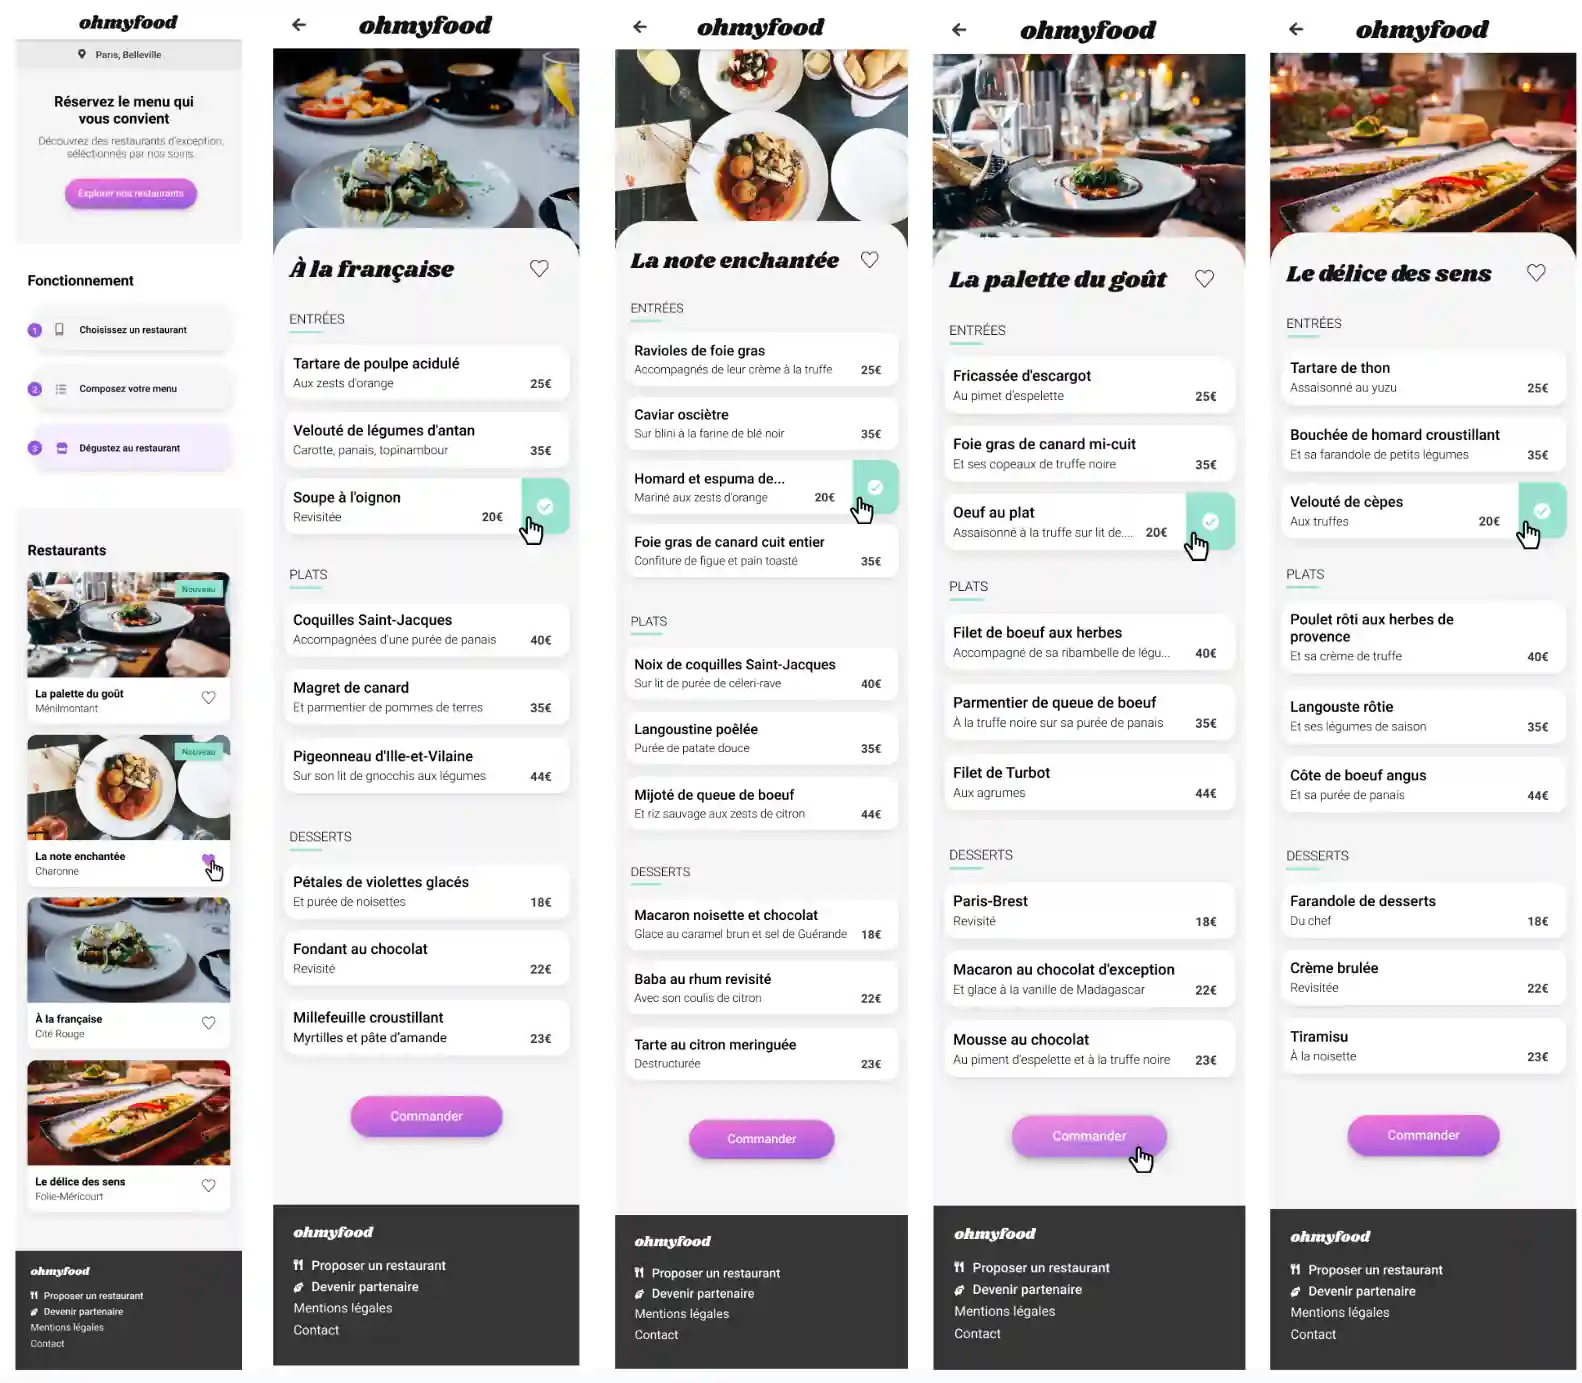 ohmyfood
Paris, Belleville
Réservez le menu qui
vous convient
Découvrez des restaurants d'exception,
séléctionnés par nos soins.
Explorer nos restaurants
Fonctionnement
1 Choisissez un restaurant
2 Composez votre menu
3 Dégustez au restaurant
Restaurants
Nouveau
La palette du goût
Ménilmontant
Nouveau
La note enchantée
Charonne
À la française
Cité Rouge
Le délice des sens
Folie-Méricourt
ohmyfood
Proposer un restaurant
Devenir partenaire
Mentions légales
Contact
ohmyfood
À la française
ENTRÉES
Tartare de poulpe acidulé
Aux zests d'orange 25€
Velouté de légumes d'antan
Carotte, panais, topinambour 35€
Soupe à l'oignon
Revisitée 20€
PLATS
Coquilles Saint-Jacques
Accompagnées d'une purée de panais 40€
Magret de canard
Et parmentier de pommes de terres 35€
Pigeonneau d'Ille-et-Vilaine
Sur son lit de gnocchis aux légumes 44€
DESSERTS
Pétales de violettes glacés
Et purée de noisettes 18€
Fondant au chocolat
Revisité 22€
Millefeuille croustillant
Myrtilles et pâte d'amande 23€
Commander
ohmyfood
Proposer un restaurant
Devenir partenaire
Mentions légales
Contact
ohmyfood
La note enchantée
ENTRÉES
Ravioles de foie gras
Accompagnés de leur crème à la truffe 25€
Caviar osciètre
Sur blini à la farine de blé noir 35€
Homard et espuma de...
Mariné aux zests d'orange 20€
Foie gras de canard cuit entier
Confiture de figue et pain toasté 35€
PLATS
Noix de coquilles Saint-Jacques
Sur lit de purée de céleri-rave 40€
Langoustine poêlée
Purée de patate douce 35€
Mijoté de queue de boeuf
Et riz sauvage aux zests de citron 44€
DESSERTS
Macaron noisette et chocolat
Glace au caramel brun et sel de Guérande 18€
Baba au rhum revisité
Avec son coulis de citron 22€
Tarte au citron meringuée
Destructurée 23€
Commander
ohmyfood
Proposer un restaurant
Devenir partenaire
Mentions légales
Contact
ohmyfood
La palette du goût
ENTRÉES
Fricassée d'escargot
Au pimet d'espelette 25€
Foie gras de canard mi-cuit
Et ses copeaux de truffe noire 35€
Oeuf au plat
Assaisonné à la truffe sur lit de.... 20€
PLATS
Filet de boeuf aux herbes
Accompagné de sa ribambelle de légu... 40€
Parmentier de queue de boeuf
À la truffe noire sur sa purée de panais 35€
Filet de Turbot
Aux agrumes 44€
DESSERTS
Paris-Brest
Revisité 18€
Macaron au chocolat d'exception
Et glace à la vanille de Madagascar 22€
Mousse au chocolat
Au piment d'espelette et à la truffe noire 23€
Commander
ohmyfood
Proposer un restaurant
Devenir partenaire
Mentions légales
Contact
ohmyfood
Le délice des sens
ENTRÉES
Tartare de thon
Assaisonné au yuzu 25€
Bouchée de homard croustillant
Et sa farandole de petits légumes 35€
Velouté de cèpes
Aux truffes 20€
PLATS
Poulet rôti aux herbes de
provence
Et sa crème de truffe 40€
Langouste rôtie
Et ses légumes de saison 35€
Côte de boeuf angus
Et sa purée de panais 44€
DESSERTS
Farandole de desserts
Du chef 18€
Crème brulée
Revisitée 22€
Tiramisu
À la noisette 23€
Commander
ohmyfood
Proposer un restaurant
Devenir partenaire
Mentions légales
Contact